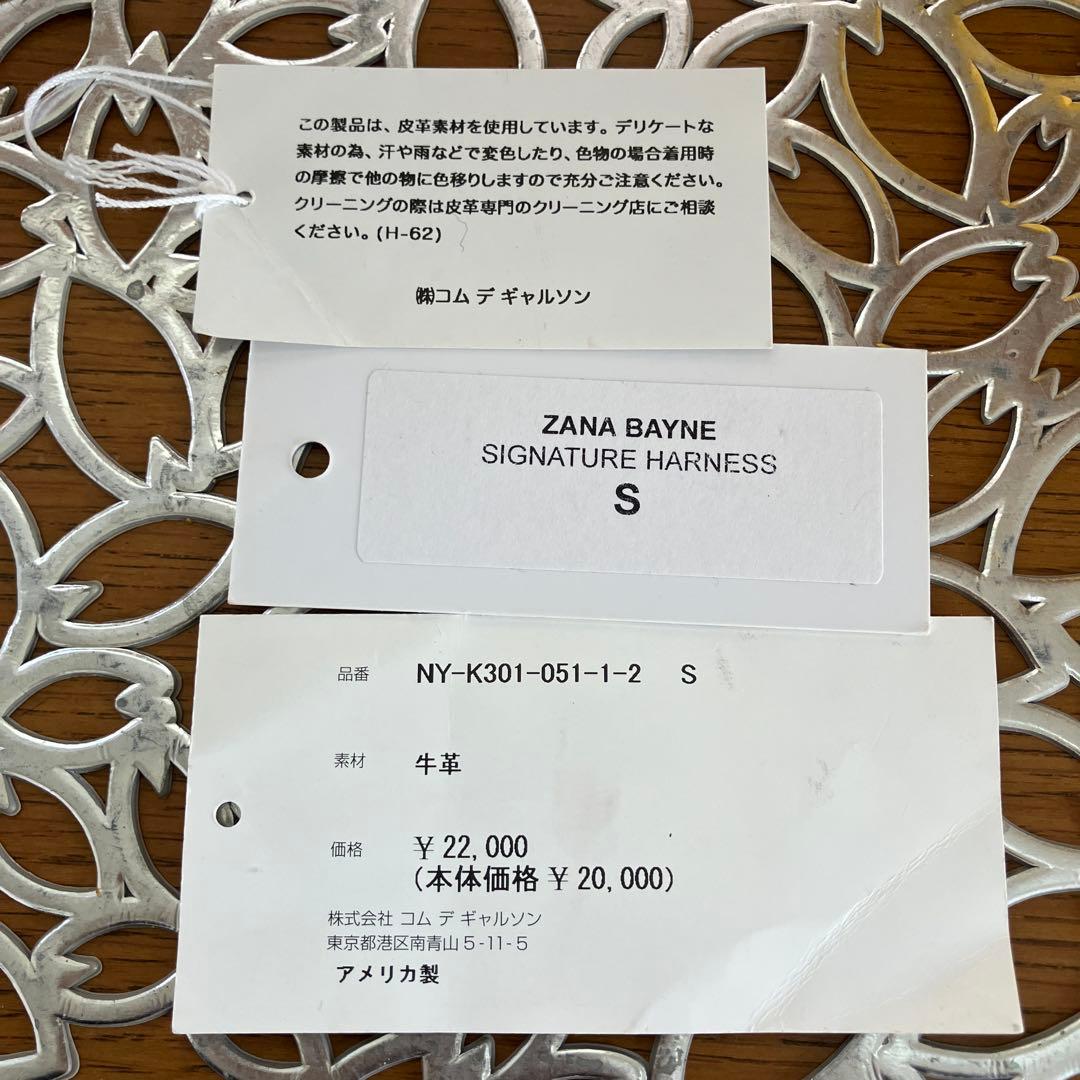 この製品は、皮革素材を使用しています。デリケートな
素材の為、汗や雨などで変色したり、色物の場合着用時
の摩擦で他の物に色移りしますので充分ご注意ください。
クリーニングの際は皮革専門のクリーニング店にご相談
ください。(H-62)
㈱コム デ ギャルソン
ZANA BAYNE
SIGNATURE HARNESS
S
品番 NY-K301-051-1-2 S
素材 牛革
価格 ¥22,000
(本体価格¥20,000)
株式会社 コム デ ギャルソン
東京都港区南青山5-11-5
アメリカ製